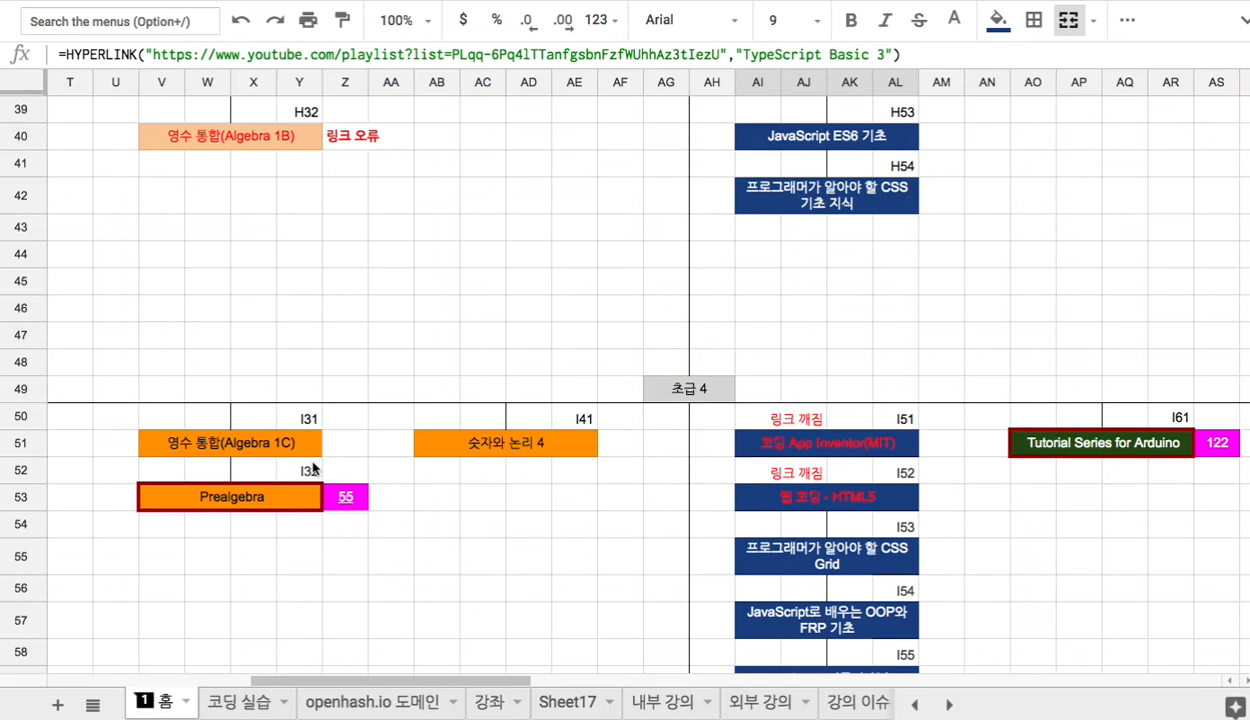 Search the menus (Option+/) 100% $ % .0 .00 123 Arial 9 B I S A
fx =HYPERLINK("https://www.youtube.com/playlist?list=PLqq-6Pq4lTTanfgsbnFzfWUhhAz3tIezU","TypeScript Basic 3")
T U V W X Y Z AA AB AC AD AE AF AG AH AI AJ AK AL AM AN AO AP AQ AR AS
39 H32 H53
40 영수 통합(Algebra 1B) 링크 오류 JavaScript ES6 기초
41 H54
42 프로그래머가 알아야 할 CSS
기초 지식
43
44
45
46
47
48
49 초급 4
50 I31 I41 링크 깨짐 I51 I61
51 영수 통합(Algebra 1C) 숫자와 논리 4 코딩 App Inventor(MIT) Tutorial Series for Arduino 122
52 I32 링크 깨짐 I52
53 Prealgebra 55 웹 코딩 - HTML5
54 I53
55 프로그래머가 알아야 할 CSS
Grid
56 I54
57 JavaScript로 배우는 OOP와
FRP 기초
58 I55
1 홈 코딩 실습 openhash.io 도메인 강좌 Sheet17 내부 강의 외부 강의 강의 이슈